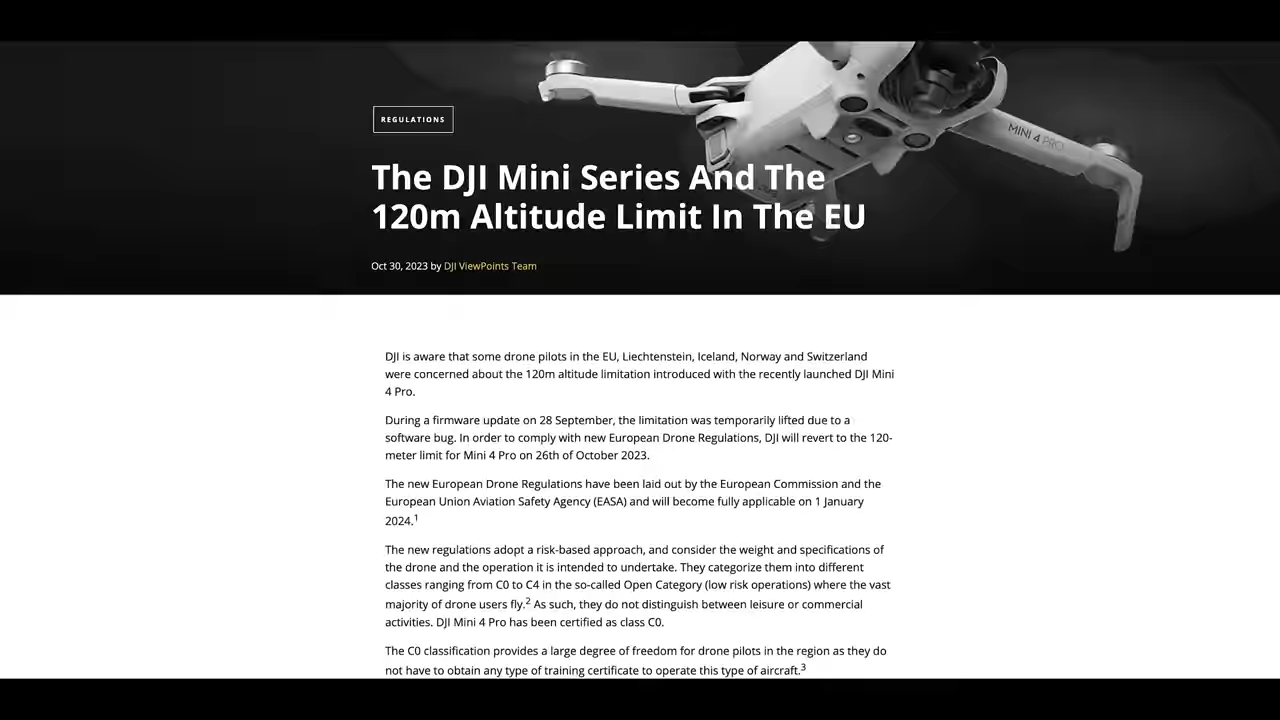 REGULATIONS
MINI 4 PRO
The DJI Mini Series And The
120m Altitude Limit In The EU
Oct 30, 2023 by DJI ViewPoints Team
DJI is aware that some drone pilots in the EU, Liechtenstein, Iceland, Norway and Switzerland
were concerned about the 120m altitude limitation introduced with the recently launched DJI Mini
4 Pro.
During a firmware update on 28 September, the limitation was temporarily lifted due to a
software bug. In order to comply with new European Drone Regulations, DJI will revert to the 120-
meter limit for Mini 4 Pro on 26th of October 2023.
The new European Drone Regulations have been laid out by the European Commission and the
European Union Aviation Safety Agency (EASA) and will become fully applicable on 1 January
2024.1
The new regulations adopt a risk-based approach, and consider the weight and specifications of
the drone and the operation it is intended to undertake. They categorize them into different
classes ranging from C0 to C4 in the so-called Open Category (low risk operations) where the vast
majority of drone users fly.2 As such, they do not distinguish between leisure or commercial
activities. DJI Mini 4 Pro has been certified as class C0.
The C0 classification provides a large degree of freedom for drone pilots in the region as they do
not have to obtain any type of training certificate to operate this type of aircraft.3